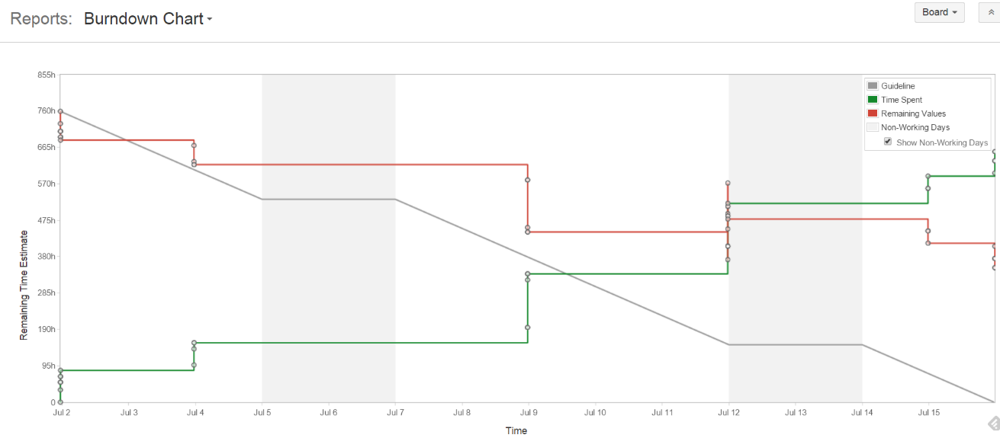 Reports: Burndown Chart
Board
Guideline
Time Spent
Remaining Values
Non-Working Days
Show Non-Working Days
855h
760h
665h
570h
475h
380h
285h
190h
95h
0
Remaining Time Estimate
Jul 2 Jul 3 Jul 4 Jul 5 Jul 6 Jul 7 Jul 8 Jul 9 Jul 10 Jul 11 Jul 12 Jul 13 Jul 14 Jul 15
Time